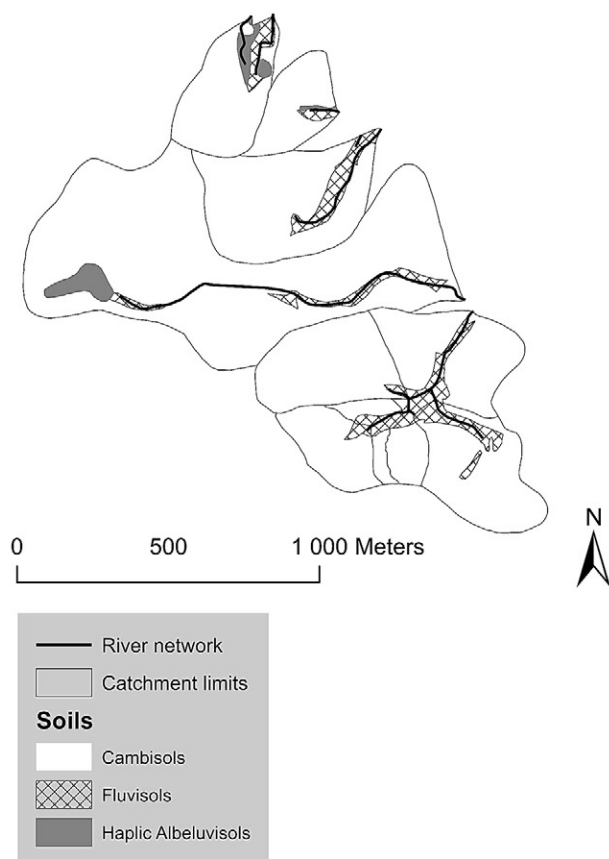 N
0 500 1 000 Meters
River network
Catchment limits
Soils
Cambisols
Fluvisols
Haplic Albeluvisols